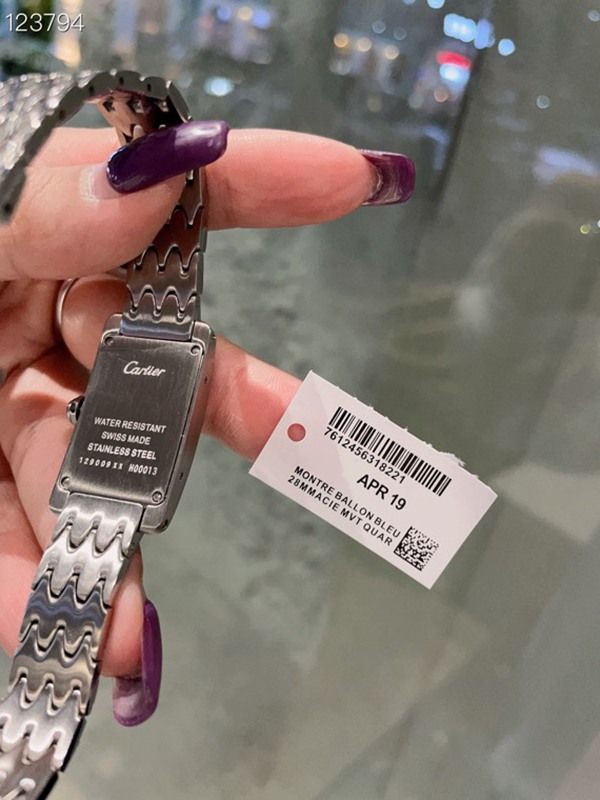 123794
Cartier
WATER RESISTANT
SWISS MADE
STAINLESS STEEL
129009XX H00013
7612456318221
APR 19
MONTRE BALLON BLEU
28MMACIE MVT QUAR